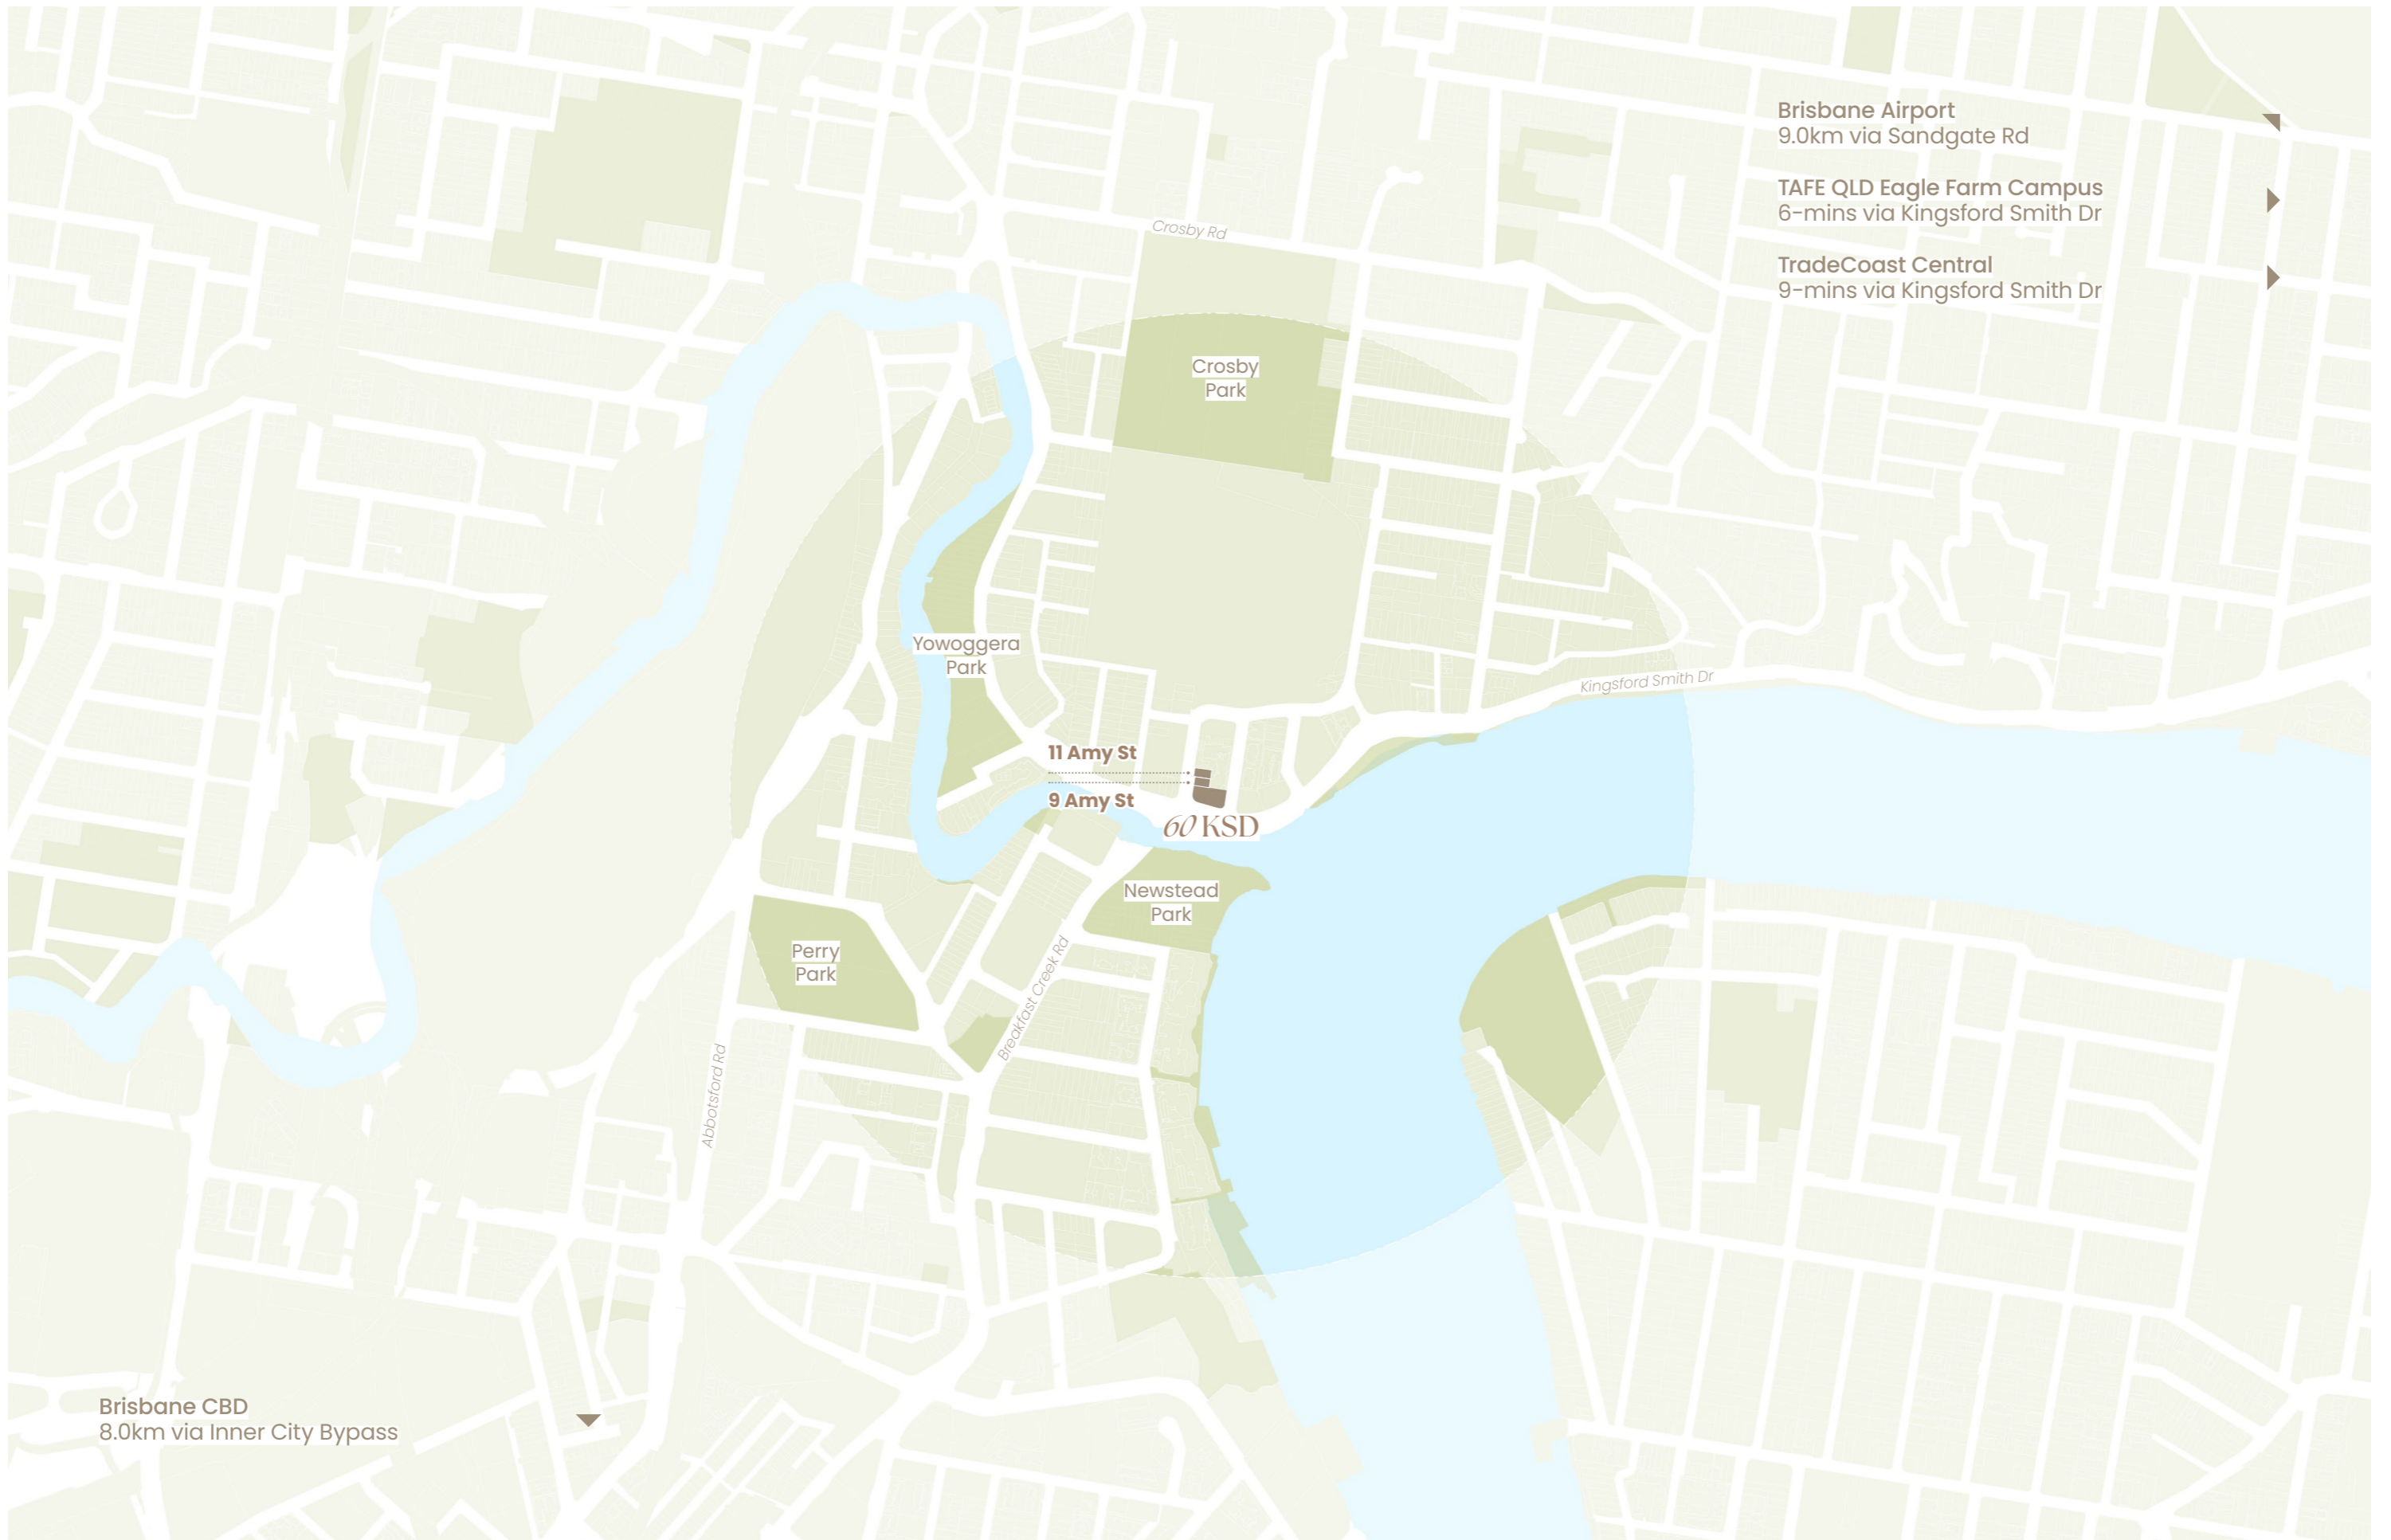 Brisbane Airport
9.0km via Sandgate Rd
TAFE QLD Eagle Farm Campus
6-mins via Kingsford Smith Dr
TradeCoast Central
9-mins via Kingsford Smith Dr
Crosby Rd
Crosby
Park
Yowoggera
Park
Kingsford Smith Dr
11 Amy St
9 Amy St
60 KSD
Newstead
Park
Perry
Park
Breakfast Creek Rd
Abbotsford Rd
Brisbane CBD
8.0km via Inner City Bypass